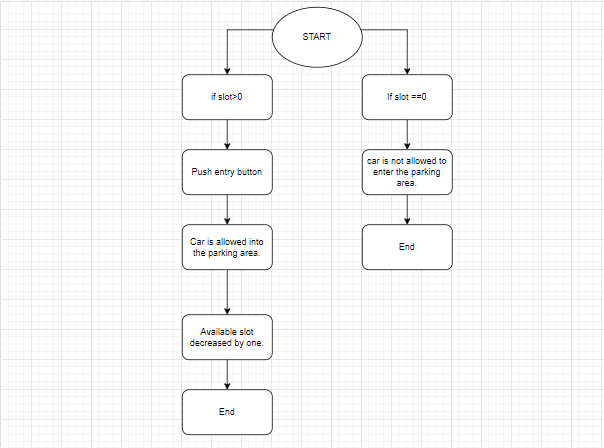 START
if slot>0
If slot ==0
Push entry button
car is not allowed to
enter the parking
area.
Car is allowed into
the parking area.
End
Available slot
decreased by one.
End